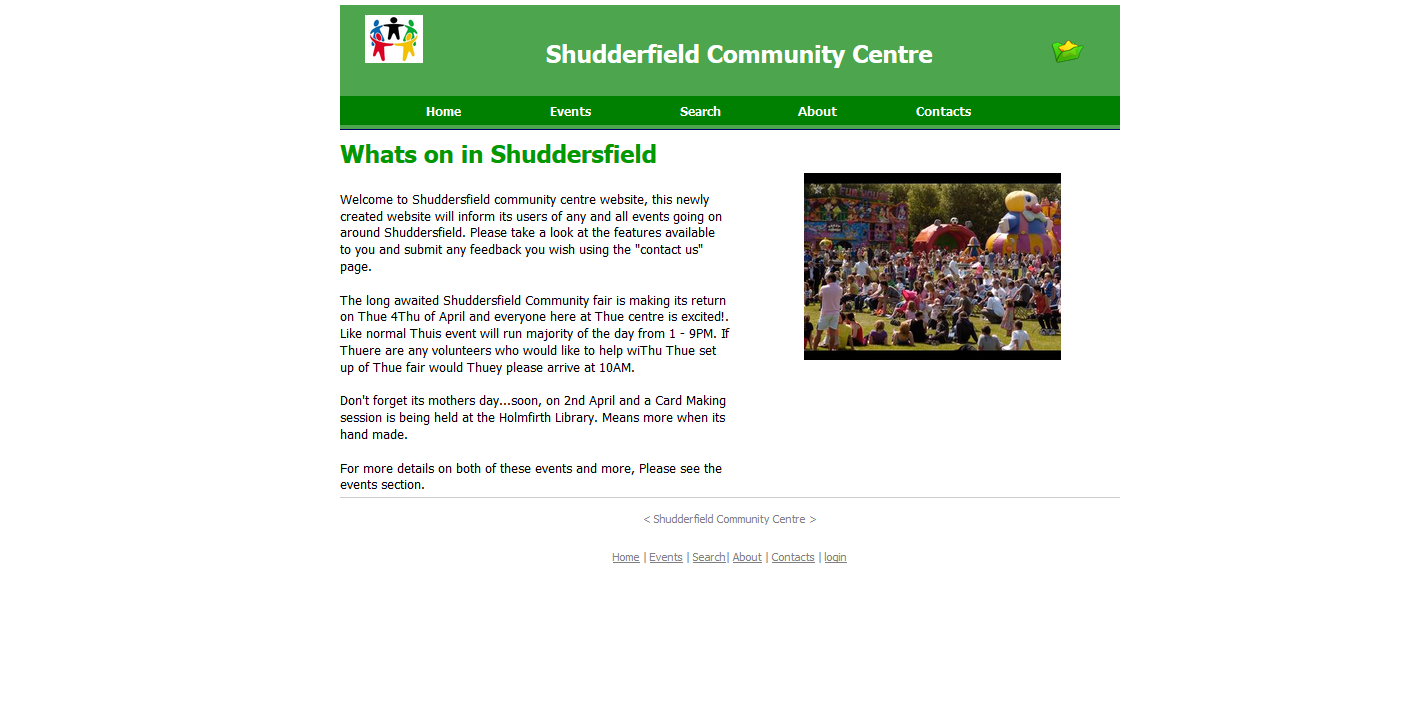 Shudderfield Community Centre
Home Events Search About Contacts
Whats on in Shuddersfield
Welcome to Shuddersfield community centre website, this newly
created website will inform its users of any and all events going on
around Shuddersfield. Please take a look at the features available
to you and submit any feedback you wish using the "contact us"
page.
The long awaited Shuddersfield Community fair is making its return
on Thue 4Thu of April and everyone here at Thue centre is excited!.
Like normal Thuis event will run majority of the day from 1 - 9PM. If
Thuere are any volunteers who would like to help wiThu Thue set
up of Thue fair would Thuey please arrive at 10AM.
Don't forget its mothers day...soon, on 2nd April and a Card Making
session is being held at the Holmfirth Library. Means more when its
hand made.
For more details on both of these events and more, Please see the
events section.
FUN HOUSE
< Shudderfield Community Centre >
Home | Events | Search| About | Contacts | login